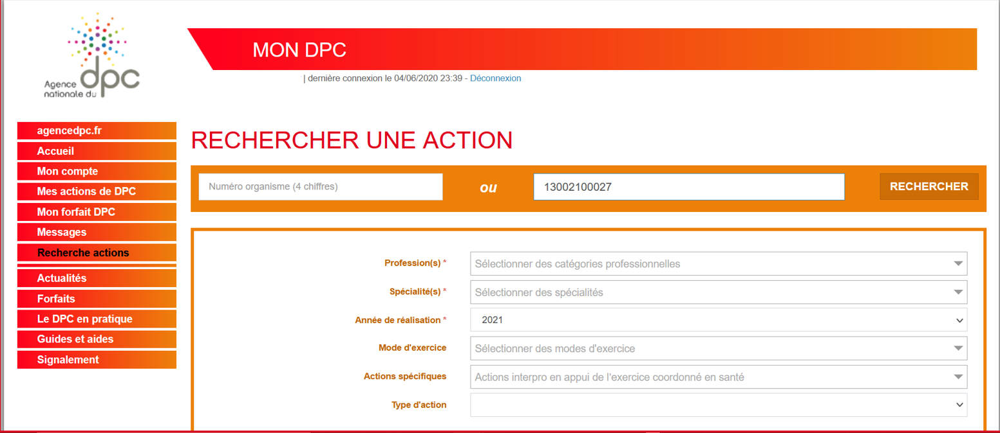 Agence
nationale du
dpc
MON DPC
| dernière connexion le 04/06/2020 23:39 - Déconnexion
agencedpc.fr
Accueil
Mon compte
Mes actions de DPC
Mon forfait DPC
Messages
Recherche actions
Actualités
Forfaits
Le DPC en pratique
Guides et aides
Signalement
RECHERCHER UNE ACTION
Numéro organisme (4 chiffres) ou 13002100027 RECHERCHER
Profession(s) * Sélectionner des catégories professionnelles
Spécialité(s) * Sélectionner des spécialités
Année de réalisation * 2021
Mode d'exercice Sélectionner des modes d'exercice
Actions spécifiques Actions interpro en appui de l’exercice coordonné en santé
Type d'action